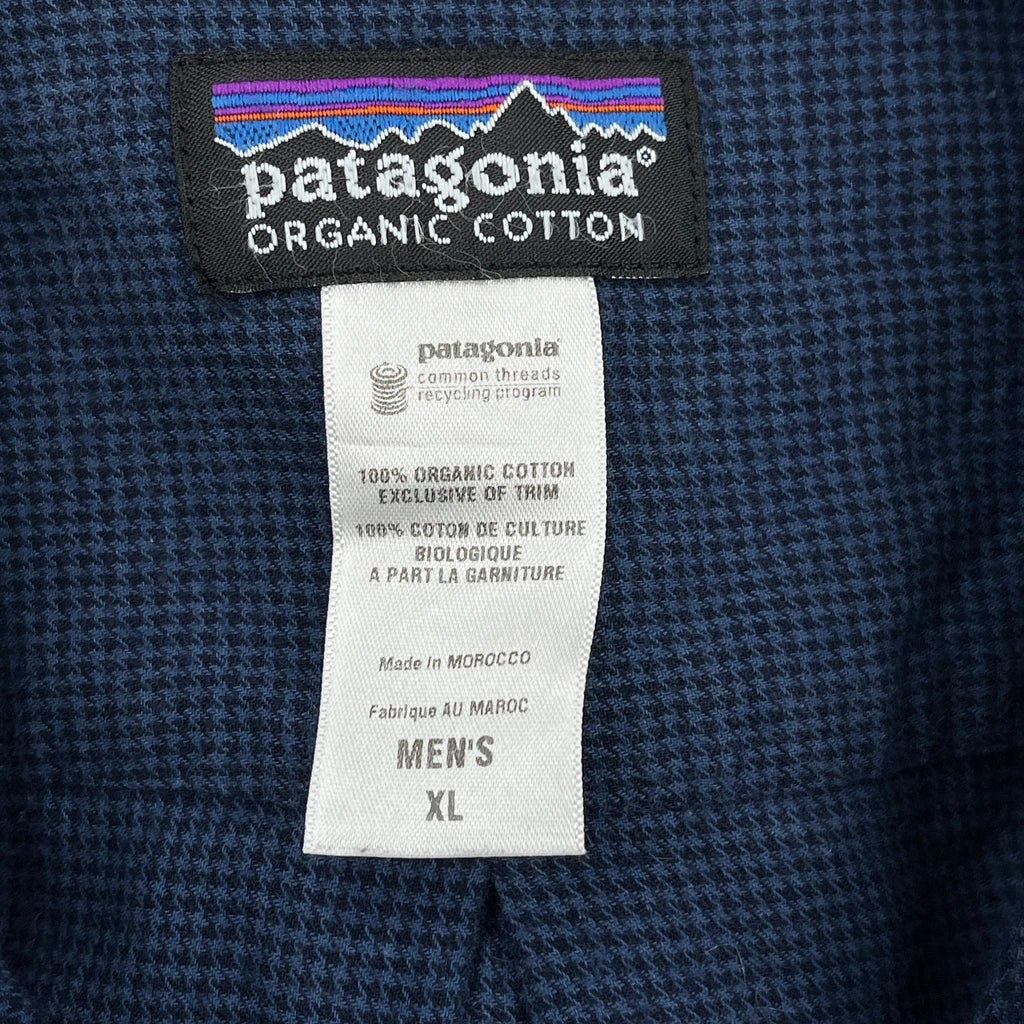 patagonia®
ORGANIC COTTON
patagonia®
common threads
recycling program
100% ORGANIC COTTON
EXCLUSIVE OF TRIM
100% COTON DE CULTURE
BIOLOGIQUE
A PART LA GARNITURE
Made in MOROCCO
Fabrique AU MAROC
MEN'S
XL